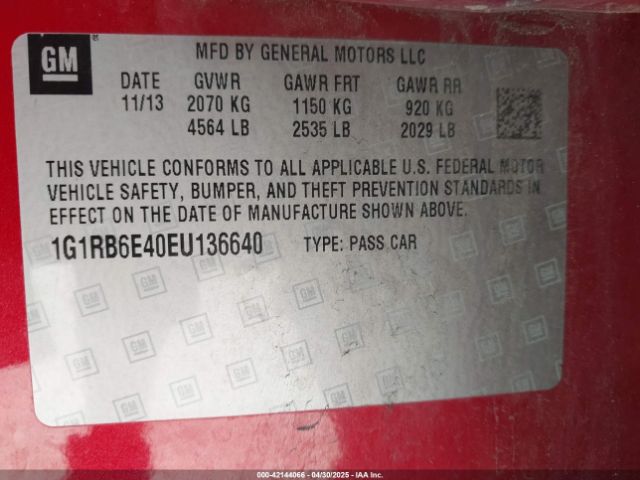 GM
MFD BY GENERAL MOTORS LLC
DATE GVWR GAWR FRT GAWR RR
11/13 2070 KG 1150 KG 920 KG
4564 LB 2535 LB 2029 LB
THIS VEHICLE CONFORMS TO ALL APPLICABLE U.S. FEDERAL MOTOR
VEHICLE SAFETY, BUMPER, AND THEFT PREVENTION STANDARDS IN
EFFECT ON THE DATE OF MANUFACTURE SHOWN ABOVE.
1G1RB6E40EU136640 TYPE: PASS CAR
000-42144066 - 04/30/2025 - IAA Inc.